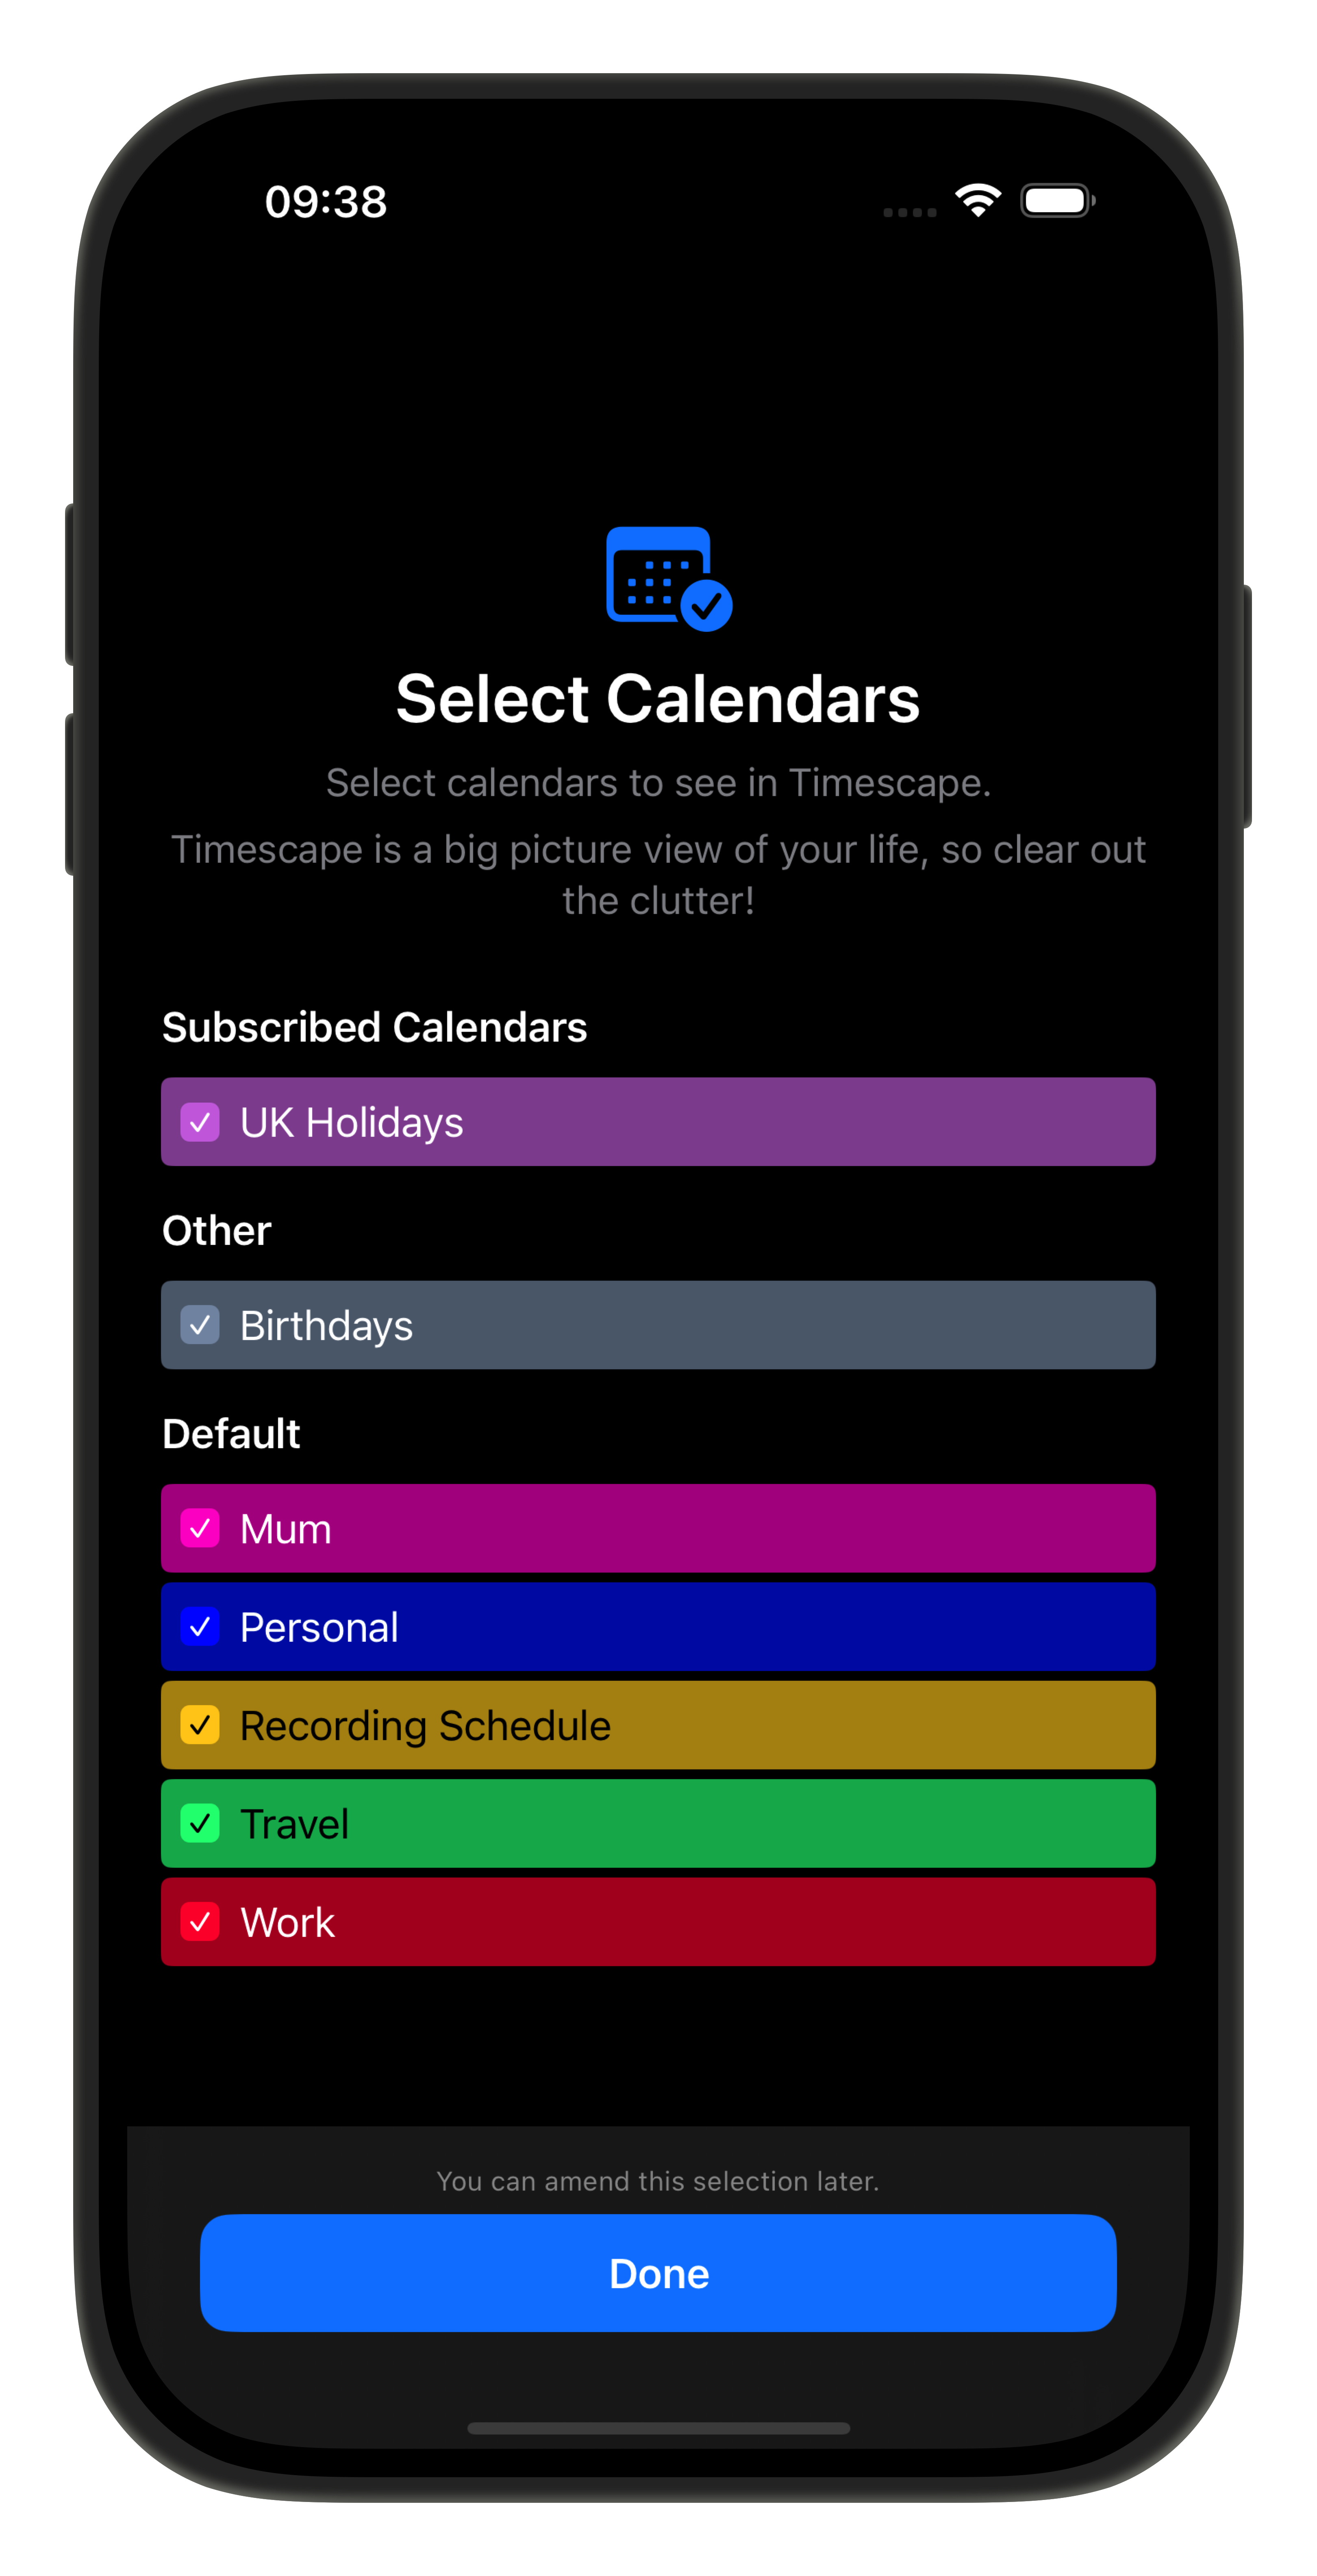 09:38
Select Calendars
Select calendars to see in Timescape.
Timescape is a big picture view of your life, so clear out
the clutter!
Subscribed Calendars
UK Holidays
Other
Birthdays
Default
Mum
Personal
Recording Schedule
Travel
Work
You can amend this selection later.
Done